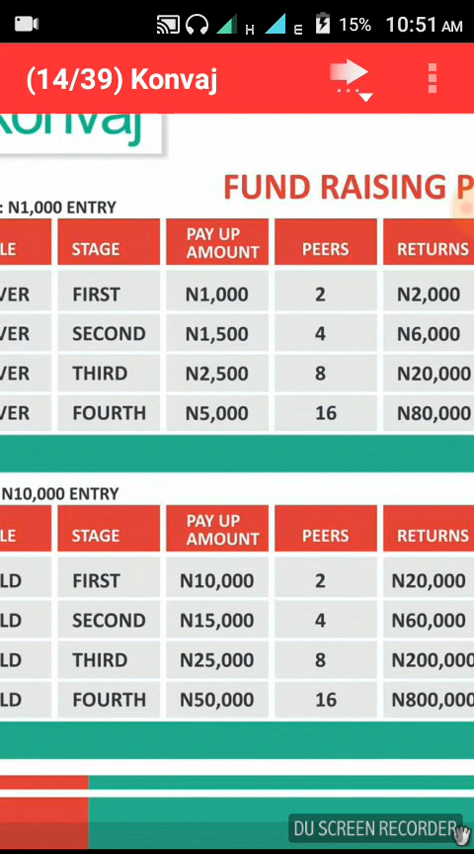 H E 15% 10:51 AM
(14/39) Konvaj
Konvaj
FUND RAISING P
: N1,000 ENTRY
LE STAGE PAY UP AMOUNT PEERS RETURNS
VER FIRST N1,000 2 N2,000
VER SECOND N1,500 4 N6,000
VER THIRD N2,500 8 N20,000
VER FOURTH N5,000 16 N80,000
N10,000 ENTRY
LE STAGE PAY UP AMOUNT PEERS RETURNS
LD FIRST N10,000 2 N20,000
LD SECOND N15,000 4 N60,000
LD THIRD N25,000 8 N200,000
LD FOURTH N50,000 16 N800,000
DU SCREEN RECORDER